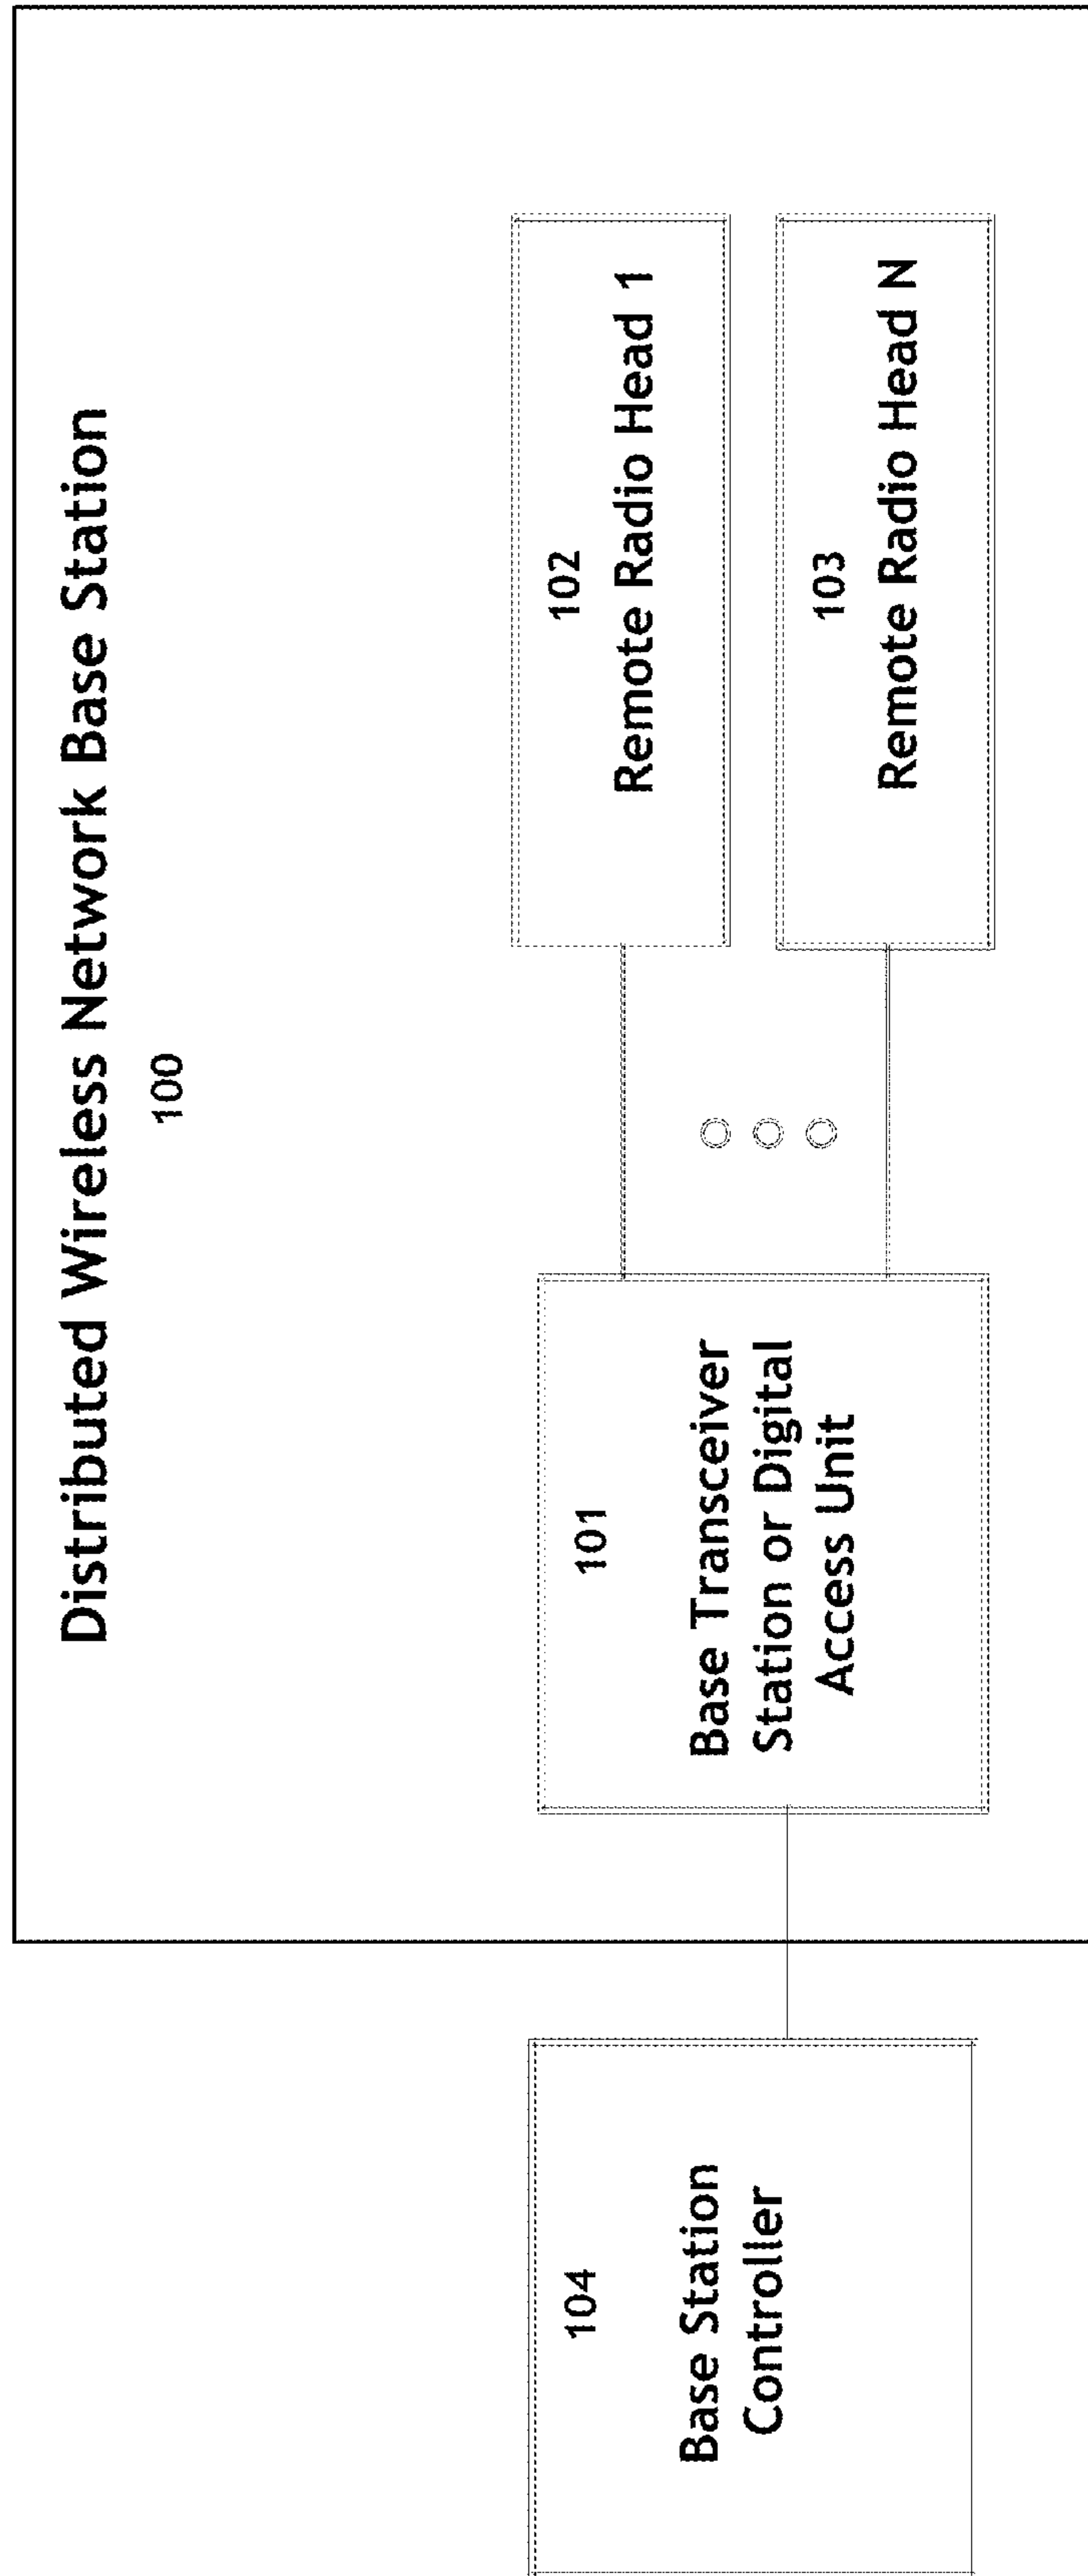 Distributed Wireless Network Base Station
100
104
Base Station
Controller
101
Base Transceiver
Station or Digital
Access Unit
102
Remote Radio Head 1
103
Remote Radio Head N